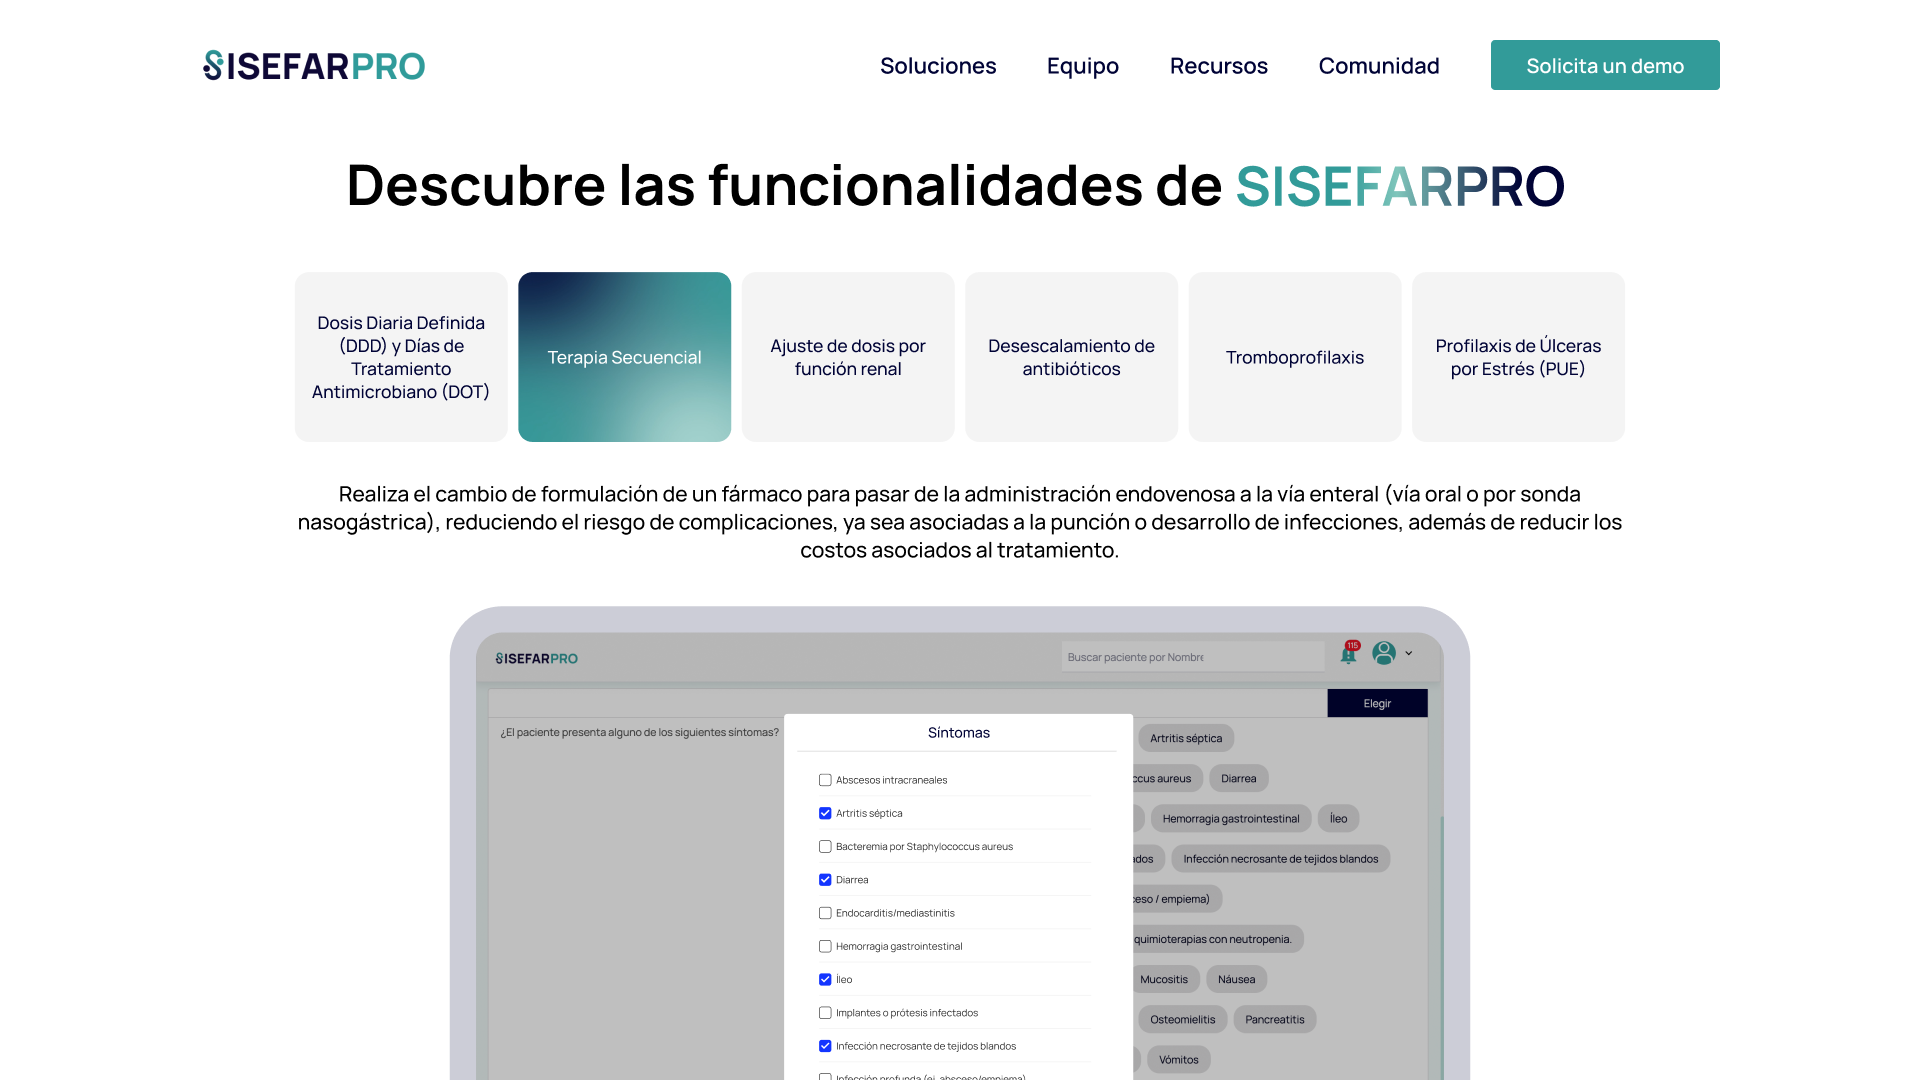 SISEFARPRO
Soluciones
Equipo
Recursos
Comunidad
Solicita un demo
Descubre las funcionalidades de SISEFARPRO
Dosis Diaria Definida
(DDD) y Días de
Tratamiento
Antimicrobiano (DOT)
Terapia Secuencial
Ajuste de dosis por
función renal
Desescalamiento de
antibióticos
Tromboprofilaxis
Profilaxis de Úlceras
por Estrés (PUE)
Realiza el cambio de formulación de un fármaco para pasar de la administración endovenosa a la vía enteral (vía oral o por sonda
nasogástrica), reduciendo el riesgo de complicaciones, ya sea asociadas a la punción o desarrollo de infecciones, además de reducir los
costos asociados al tratamiento.
SISEFARPRO
Buscar paciente por Nombre
115
Elegir
¿El paciente presenta alguno de los siguientes síntomas?
Síntomas
Abscesos intracraneales
Artritis séptica
Bacteremia por Staphylococcus aureus
Diarrea
Endocarditis/mediastinitis
Hemorragia gastrointestinal
Íleo
Implantes o prótesis infectados
Infección necrosante de tejidos blandos
Infección profunda (ej. absceso/empiema)
Artritis séptica
ccus aureus
Diarrea
Hemorragia gastrointestinal
Íleo
ados
Infección necrosante de tejidos blandos
ceso / empiema)
quimioterapias con neutropenia.
Mucositis
Náusea
Osteomielitis
Pancreatitis
Vómitos